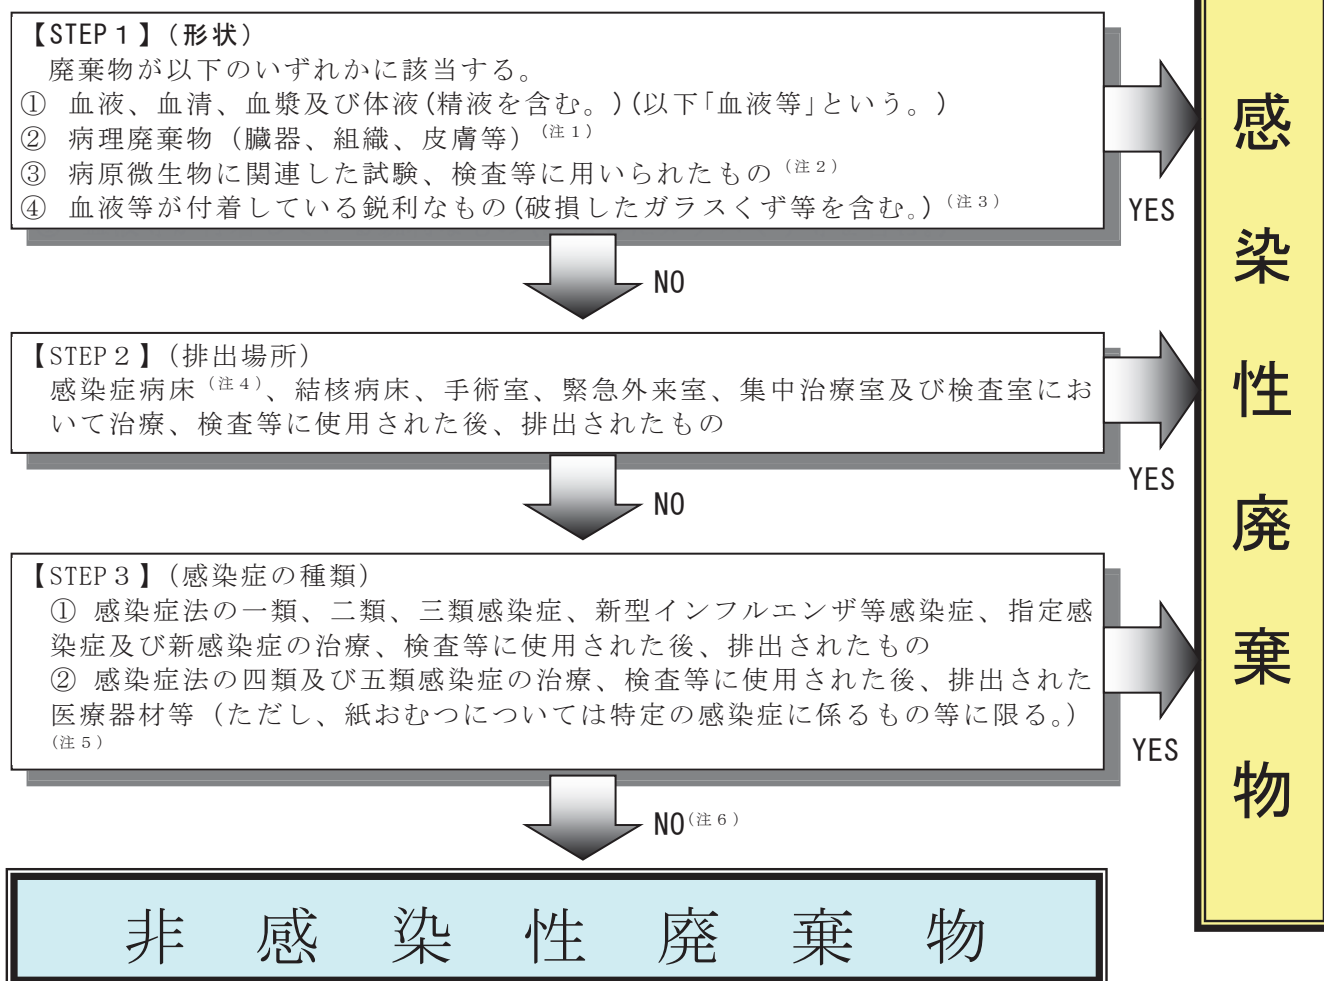 【STEP１】(形状)
廃棄物が以下のいずれかに該当する。
① 血液、血清、血漿及び体液(精液を含む。)(以下「血液等」という。)
② 病理廃棄物（臓器、組織、皮膚等）(注１)
③ 病原微生物に関連した試験、検査等に用いられたもの(注２)
④ 血液等が付着している鋭利なもの(破損したガラスくず等を含む。)(注３)
YES
NO
【STEP２】(排出場所)
感染症病床(注４)、結核病床、手術室、緊急外来室、集中治療室及び検査室にお
いて治療、検査等に使用された後、排出されたもの
YES
NO
【STEP３】(感染症の種類)
① 感染症法の一類、二類、三類感染症、新型インフルエンザ等感染症、指定感
染症及び新感染症の治療、検査等に使用された後、排出されたもの
② 感染症法の四類及び五類感染症の治療、検査等に使用された後、排出された
医療器材等（ただし、紙おむつについては特定の感染症に係るもの等に限る。）
(注５)
YES
NO(注６)
非感染性廃棄物
感染性廃棄物